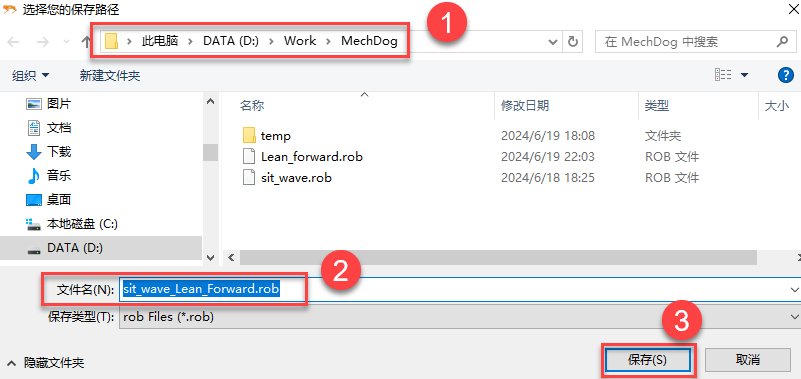 选择您的保存路径
1
此电脑 > DATA (D:) > Work > MechDog
在 MechDog 中搜索
组织 新建文件夹
图片
文档
下载
音乐
桌面
本地磁盘 (C:)
DATA (D:)
名称 修改日期 类型 大小
temp 2024/6/19 18:08 文件夹
Lean_forward.rob 2024/6/19 22:03 ROB 文件
sit_wave.rob 2024/6/18 18:25 ROB 文件
2
文件名(N): sit_wave_Lean_Forward.rob
保存类型(T): rob Files (*.rob)
3
隐藏文件夹
保存(S) 取消